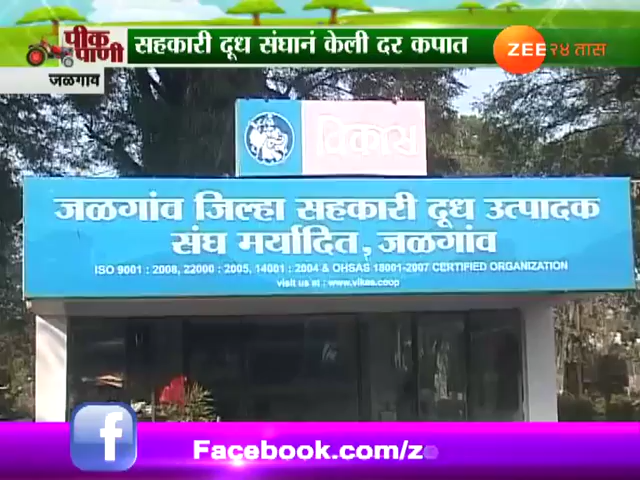 पीक
पाणी
सहकारी दूध संघानं केली दर कपात
ZEE २४ तास
जळगाव
विकास
जळगांव जिल्हा सहकारी दूध उत्पादक
संघ मर्यादित, जळगांव
ISO 9001 : 2008, 22000 : 2005, 14001 : 2004 & OHSAS 18001-2007 CERTIFIED ORGANIZATION
visit us at : www.vikas.coop
f
Facebook.com/z